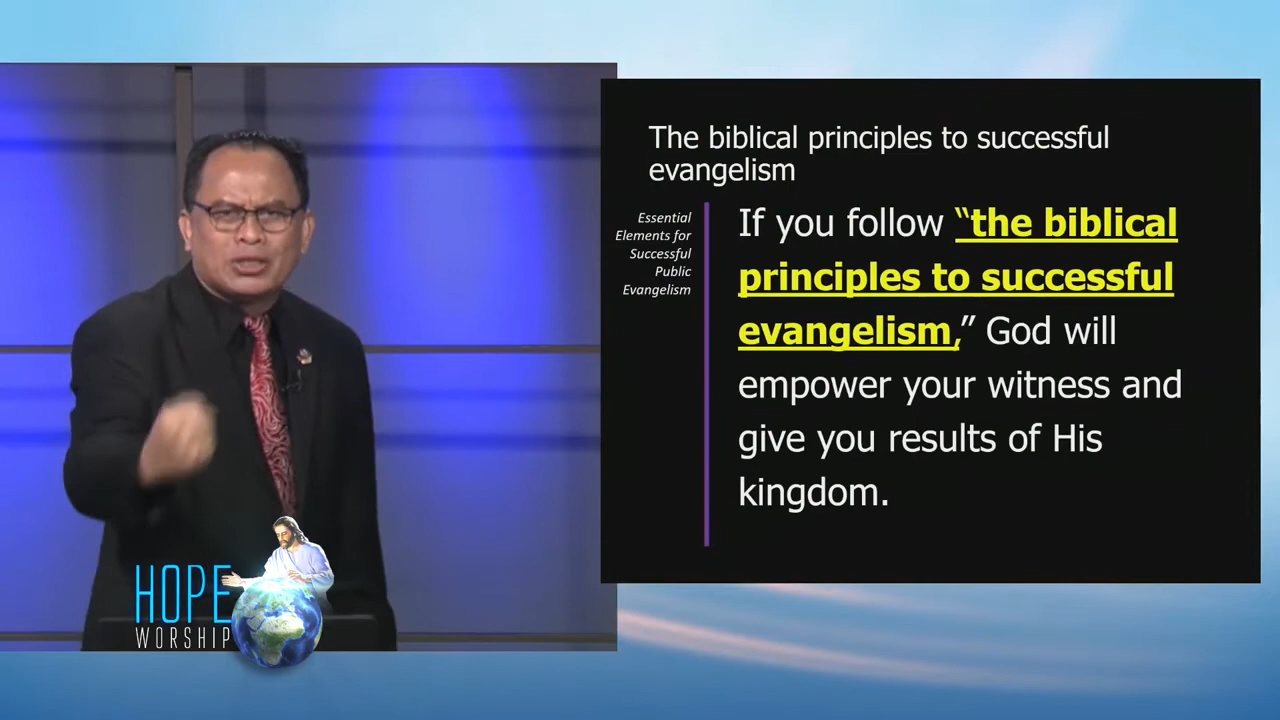 The biblical principles to successful
evangelism
Essential
Elements for
Successful
Public
Evangelism
If you follow “the biblical
principles to successful
evangelism,” God will
empower your witness and
give you results of His
kingdom.
HOPE
WORSHIP